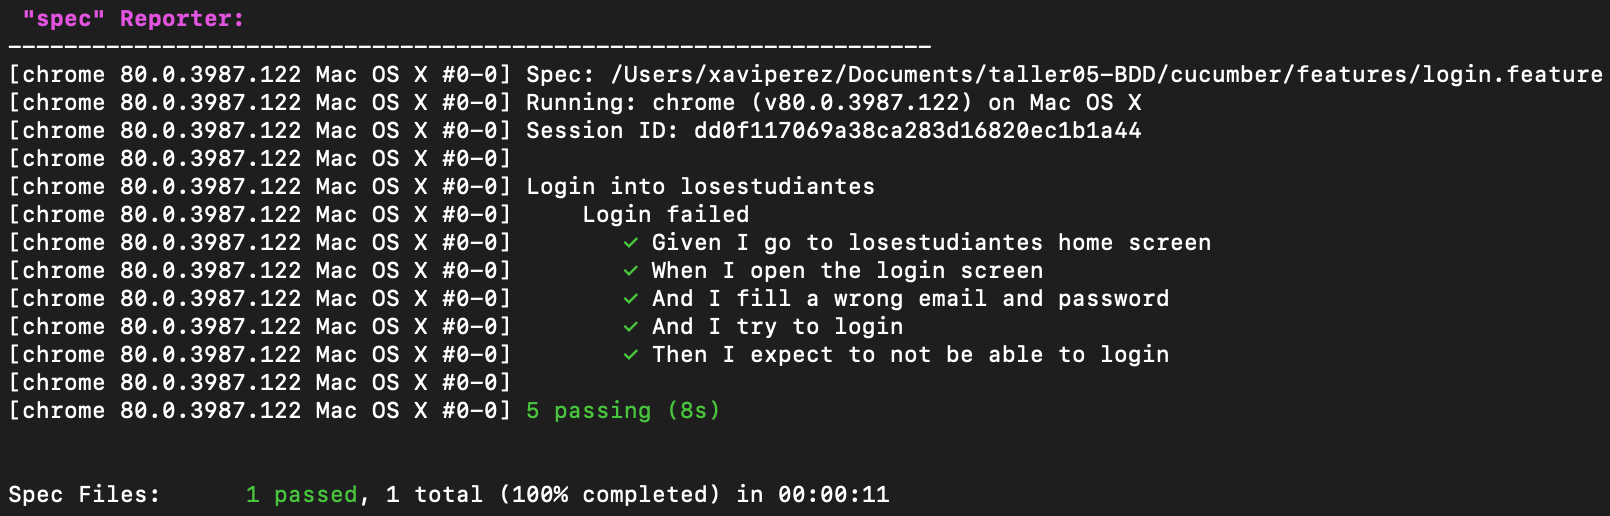 "spec" Reporter:
------------------------------------------------------------------
[chrome 80.0.3987.122 Mac OS X #0-0] Spec: /Users/xaviperez/Documents/taller05-BDD/cucumber/features/login.feature
[chrome 80.0.3987.122 Mac OS X #0-0] Running: chrome (v80.0.3987.122) on Mac OS X
[chrome 80.0.3987.122 Mac OS X #0-0] Session ID: dd0f117069a38ca283d16820ec1b1a44
[chrome 80.0.3987.122 Mac OS X #0-0]
[chrome 80.0.3987.122 Mac OS X #0-0] Login into losestudiantes
[chrome 80.0.3987.122 Mac OS X #0-0]     Login failed
[chrome 80.0.3987.122 Mac OS X #0-0]        ✓ Given I go to losestudiantes home screen
[chrome 80.0.3987.122 Mac OS X #0-0]        ✓ When I open the login screen
[chrome 80.0.3987.122 Mac OS X #0-0]        ✓ And I fill a wrong email and password
[chrome 80.0.3987.122 Mac OS X #0-0]        ✓ And I try to login
[chrome 80.0.3987.122 Mac OS X #0-0]        ✓ Then I expect to not be able to login
[chrome 80.0.3987.122 Mac OS X #0-0]
[chrome 80.0.3987.122 Mac OS X #0-0] 5 passing (8s)
Spec Files:      1 passed, 1 total (100% completed) in 00:00:11